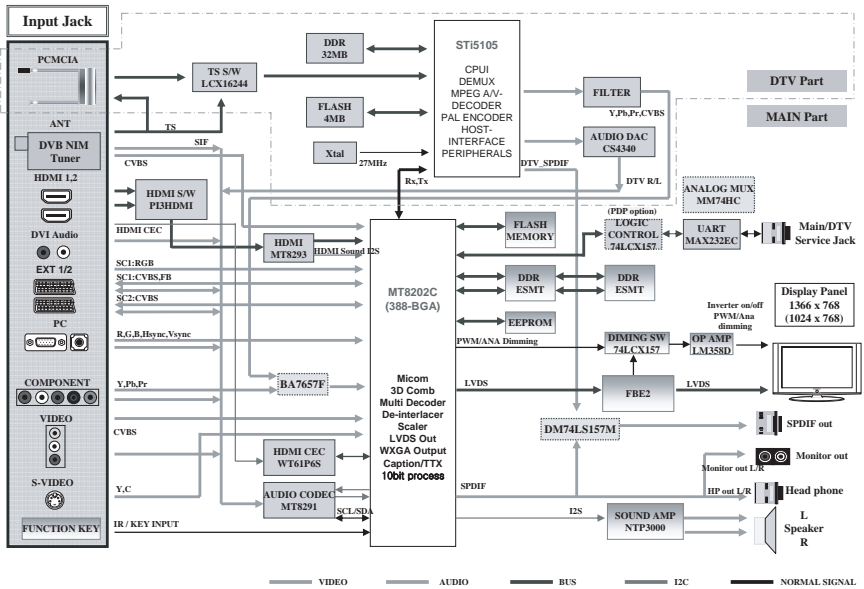 Input Jack
PCMCIA
ANT
DVB NIM
Tuner
HDMI 1,2
DVI Audio
EXT 1/2
PC
COMPONENT
VIDEO
S-VIDEO
FUNCTION KEY
TS S/W
LCX16244
TS
SIF
CVBS
HDMI S/W
PI3HDMI
HDMI CEC
HDMI
MT8293
HDMI Sound I2S
SC1:RGB
SC1:CVBS,FB
SC2:CVBS
R,G,B,Hsync,Vsync
Y,Pb,Pr
BA7657F
CVBS
HDMI CEC
WT61P6S
Y,C
AUDIO CODEC
MT8291
SCL/SDA
IR / KEY INPUT
DDR
32MB
FLASH
4MB
Xtal
27MHz
STi5105
CPUI
DEMUX
MPEG A/V-
DECODER
PAL ENCODER
HOST-
INTERFACE
PERIPHERALS
Rx,Tx
DTV_SPDIF
FILTER
Y,Pb,Pr,CVBS
AUDIO DAC
CS4340
DTV R/L
DTV Part
MAIN Part
ANALOG MUX
MM74HC
MT8202C
(388-BGA)
Micom
3D Comb
Multi Decoder
De-interlacer
Scaler
LVDS Out
WXGA Output
Caption/TTX
10bit process
FLASH
MEMORY
(PDP option)
LOGIC
CONTROL
74LCX157
UART
MAX232EC
Main/DTV
Service Jack
DDR
ESMT
DDR
ESMT
EEPROM
PWM/ANA Dimming
DIMING SW
74LCX157
Inverter on/off
PWM/Ana
dimming
OP AMP
LM358D
Display Panel
1366 x 768
(1024 x 768)
LVDS
FBE2
LVDS
DM74LS157M
SPDIF out
Monitor out
Monitor out L/R
SPDIF
HP out L/R
Head phone
I2S
SOUND AMP
NTP3000
L
Speaker
R
VIDEO
AUDIO
BUS
I2C
NORMAL SIGNAL